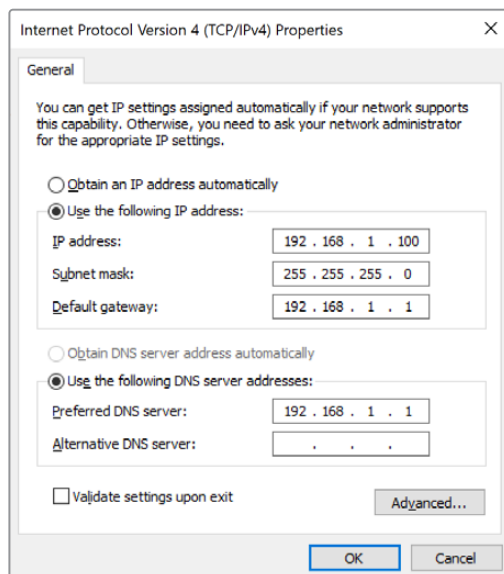 Internet Protocol Version 4 (TCP/IPv4) Properties
General
You can get IP settings assigned automatically if your network supports
this capability. Otherwise, you need to ask your network administrator
for the appropriate IP settings.
Obtain an IP address automatically
Use the following IP address:
IP address: 192 . 168 . 1 . 100
Subnet mask: 255 . 255 . 255 . 0
Default gateway: 192 . 168 . 1 . 1
Obtain DNS server address automatically
Use the following DNS server addresses:
Preferred DNS server: 192 . 168 . 1 . 1
Alternative DNS server: . . .
Validate settings upon exit
Advanced...
OK Cancel